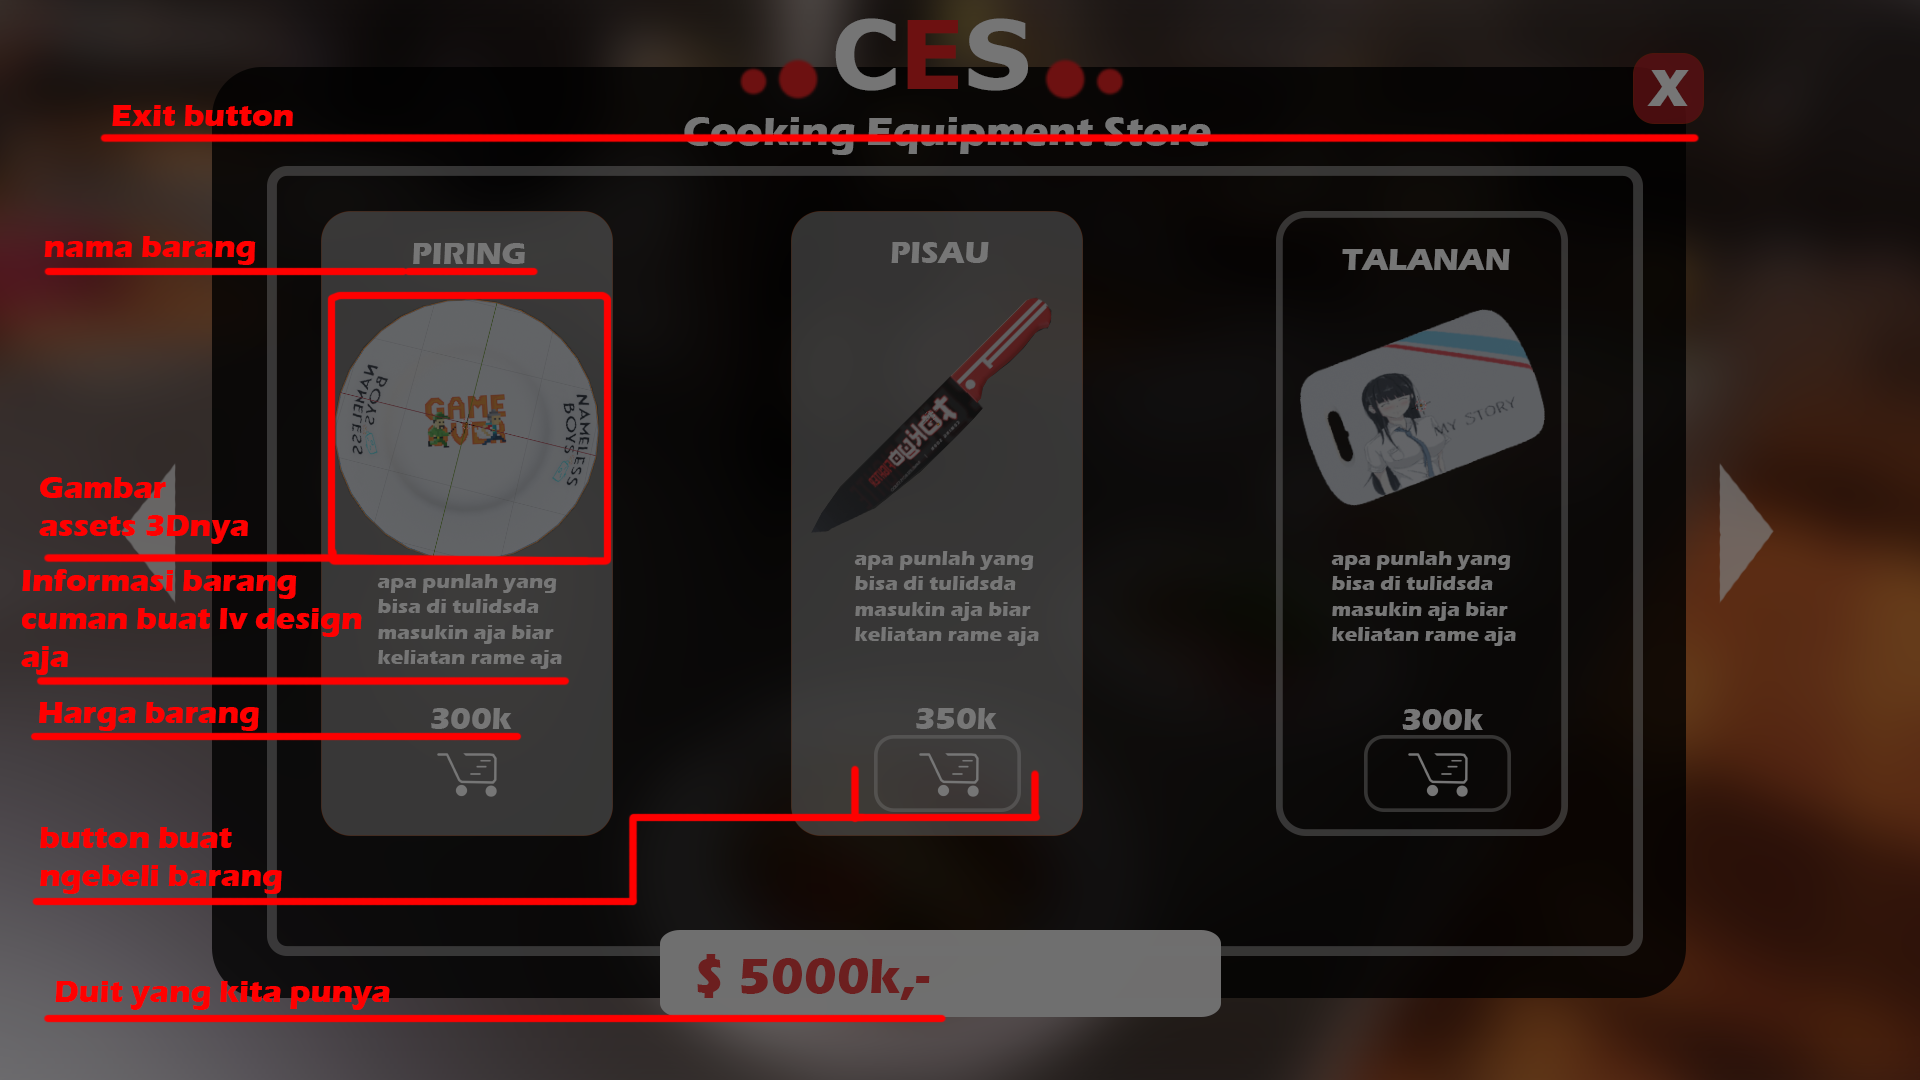 CES
X
Exit button
Cooking Equipment Store
nama barang
PIRING
PISAU
TALANAN
GAME
OVER
NAMELESS
BOYS
NAMELESS
BOYS
MY STORY
Gambar
assets 3Dnya
Informasi barang
cuman buat lv design
aja
apa punlah yang
bisa di tulidsda
masukin aja biar
keliatan rame aja
apa punlah yang
bisa di tulidsda
masukin aja biar
keliatan rame aja
apa punlah yang
bisa di tulidsda
masukin aja biar
keliatan rame aja
Harga barang
300k
350k
300k
button buat
ngebeli barang
$ 5000k,-
Duit yang kita punya